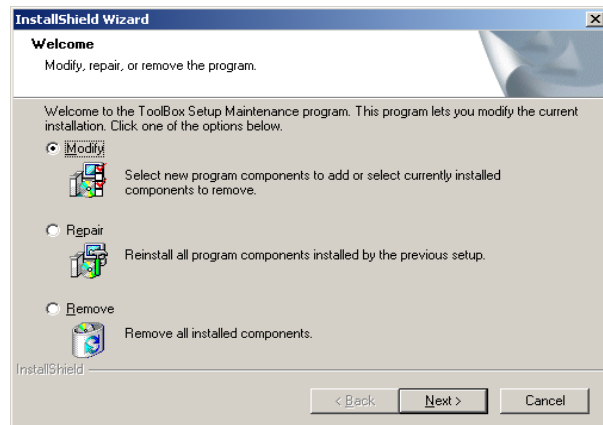 InstallShield Wizard
Welcome
Modify, repair, or remove the program.
Welcome to the ToolBox Setup Maintenance program. This program lets you modify the current
installation. Click one of the options below.
Modify
Select new program components to add or select currently installed
components to remove.
Repair
Reinstall all program components installed by the previous setup.
Remove
Remove all installed components.
InstallShield
< Back Next > Cancel